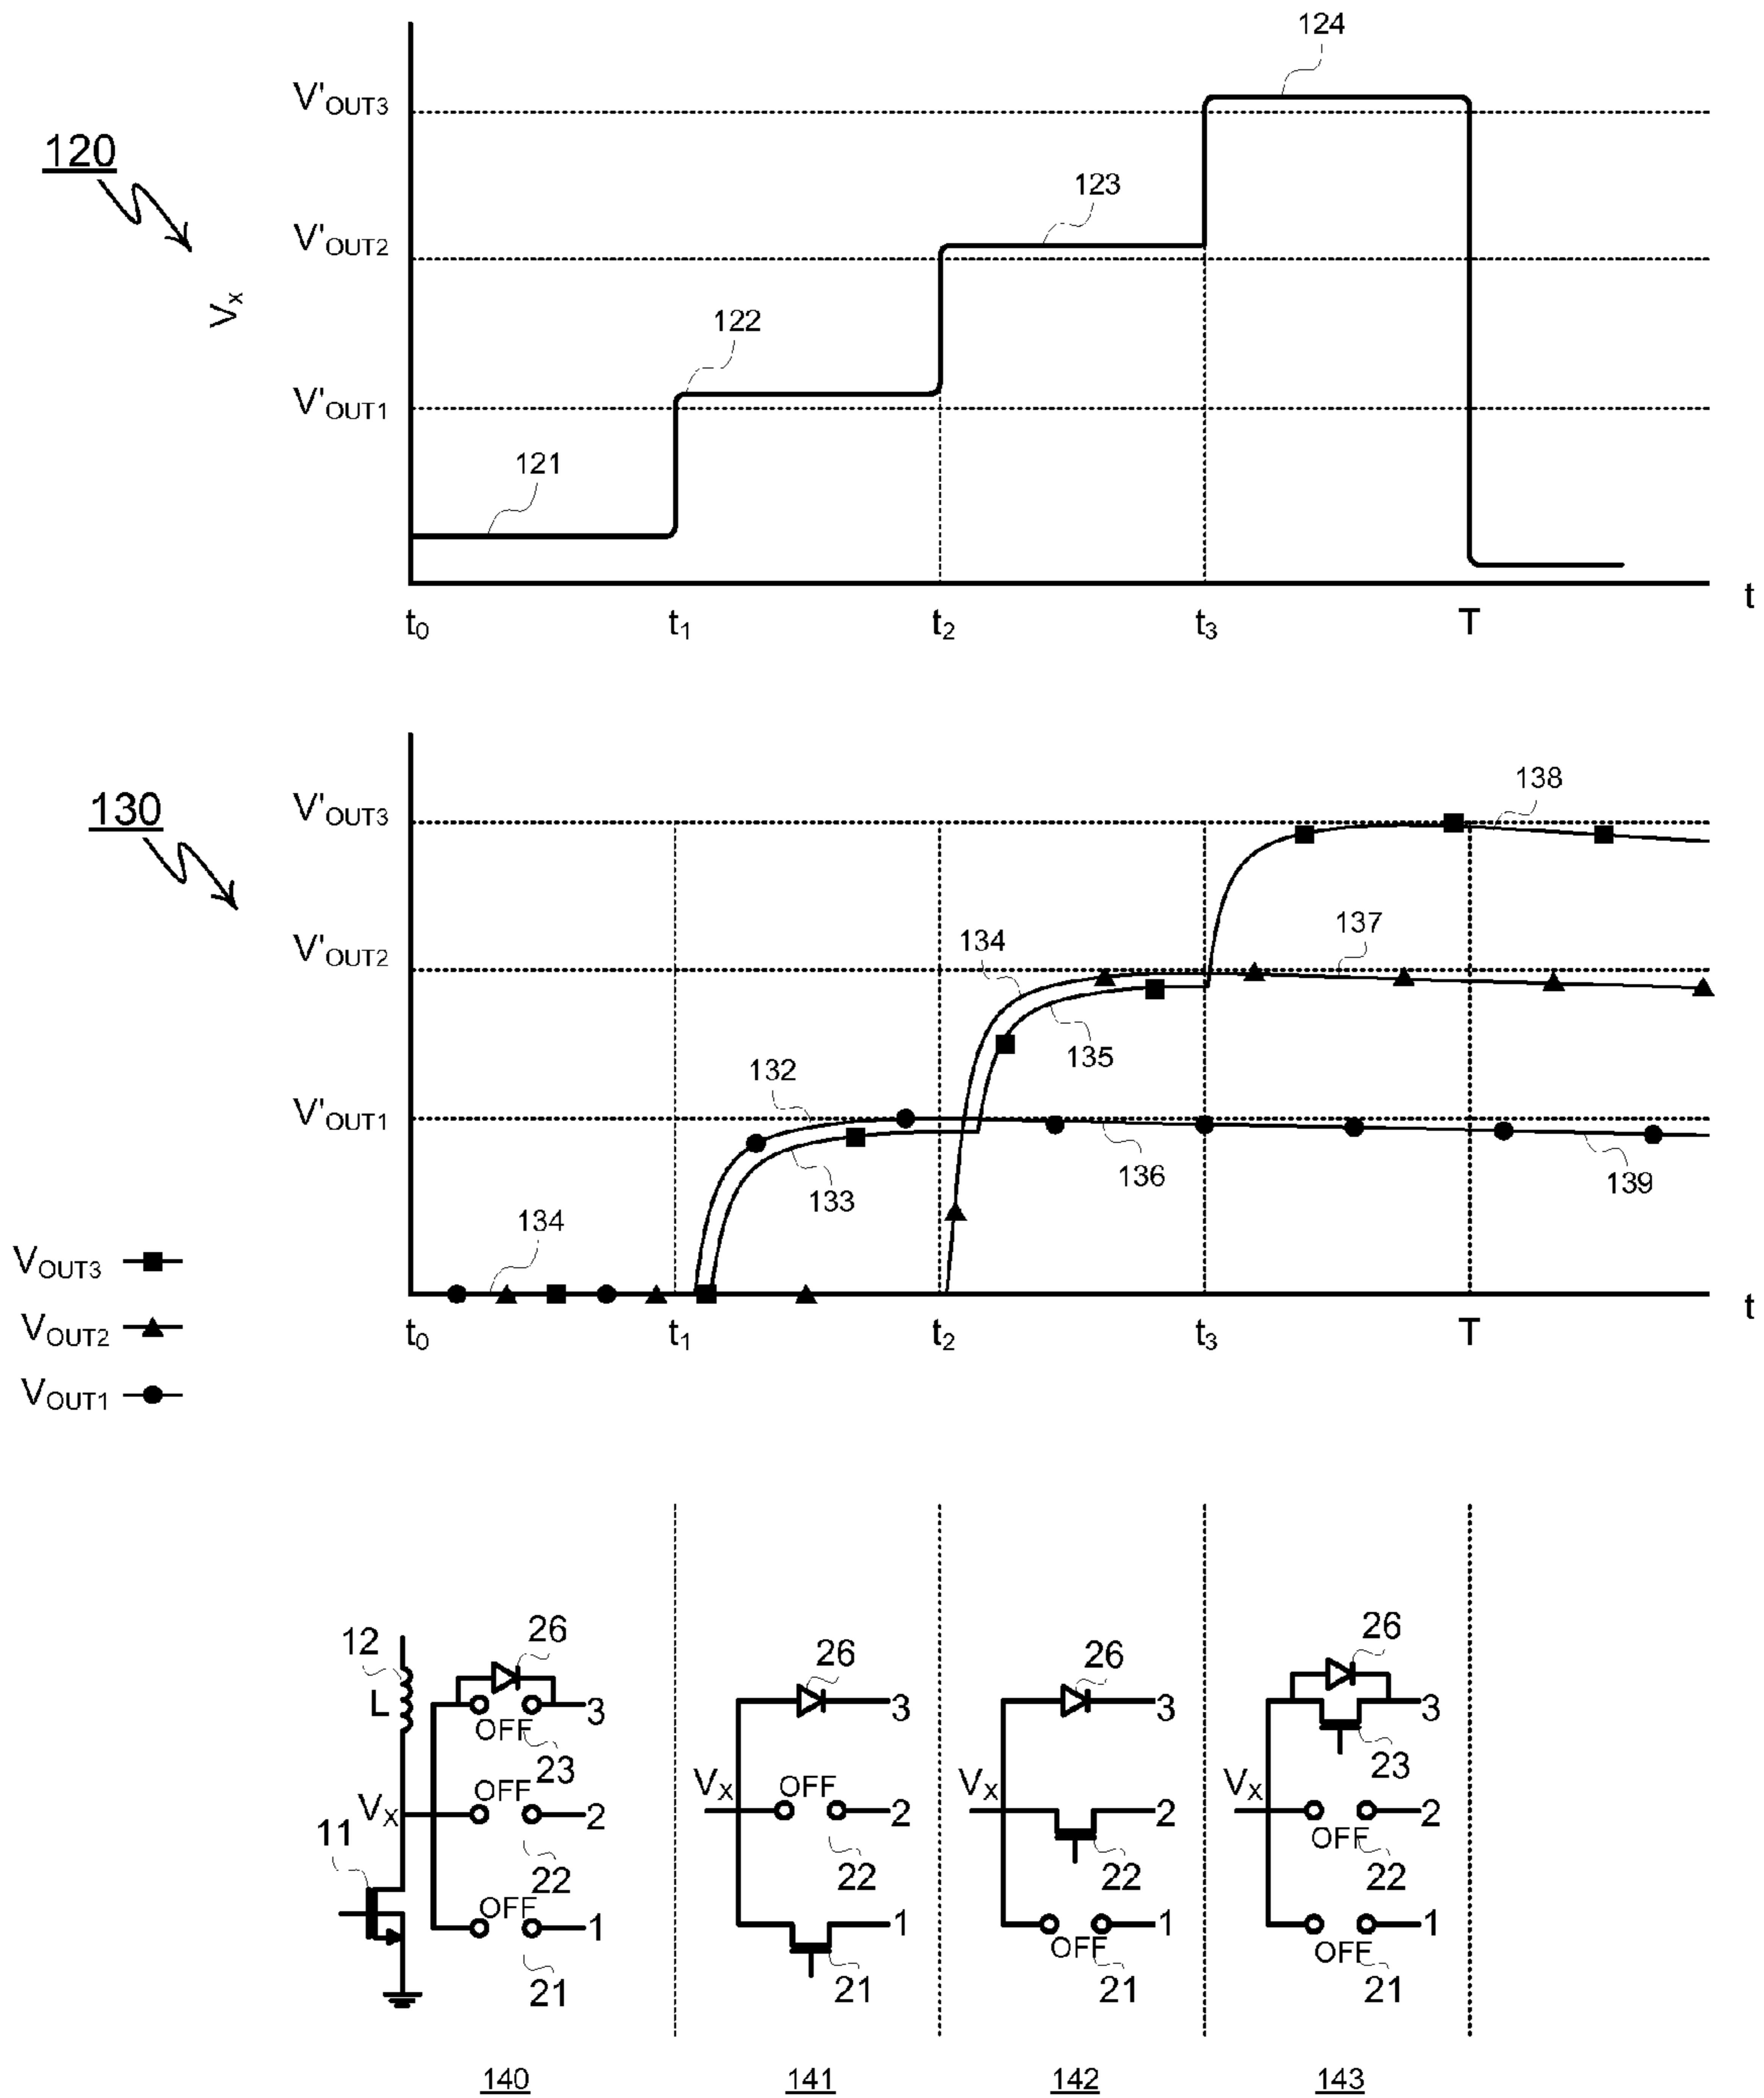 124
V'OUT3
120
123
V'OUT2
Vx
122
V'OUT1
121
t
t0 t1 t2 t3 T
138
V'OUT3
130
134
137
V'OUT2
135
132
V'OUT1
133
136
139
134
VOUT3
t
VOUT2
t0 t1 t2 t3 T
VOUT1
12 26
L
3
OFF
23
OFF
VX
2
11
22
OFF
1
21
140
26
3
VX
OFF
2
22
1
21
141
26
3
VX
2
22
1
OFF
21
142
26
3
23
VX
2
OFF
22
1
OFF
21
143